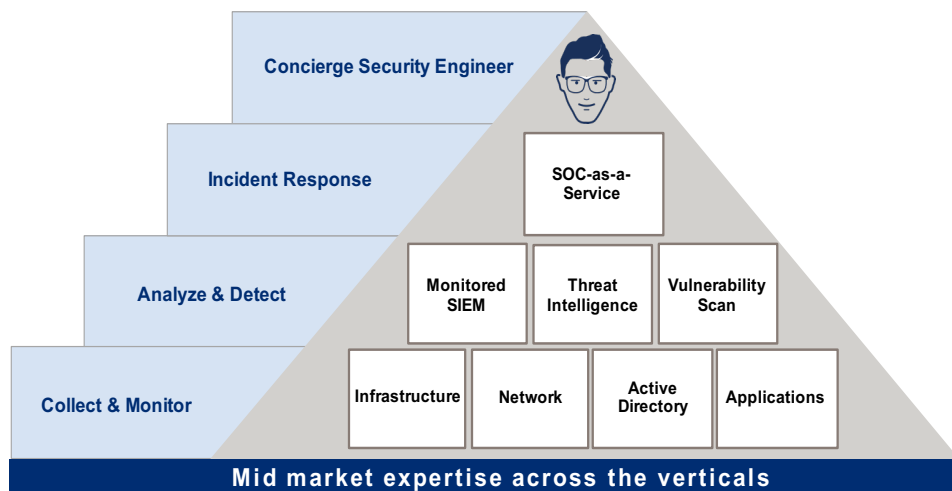 Concierge Security Engineer
Incident Response
SOC-as-a-
Service
Analyze & Detect
Monitored
SIEM
Threat
Intelligence
Vulnerability
Scan
Collect & Monitor
Infrastructure
Network
Active
Directory
Applications
Mid market expertise across the verticals